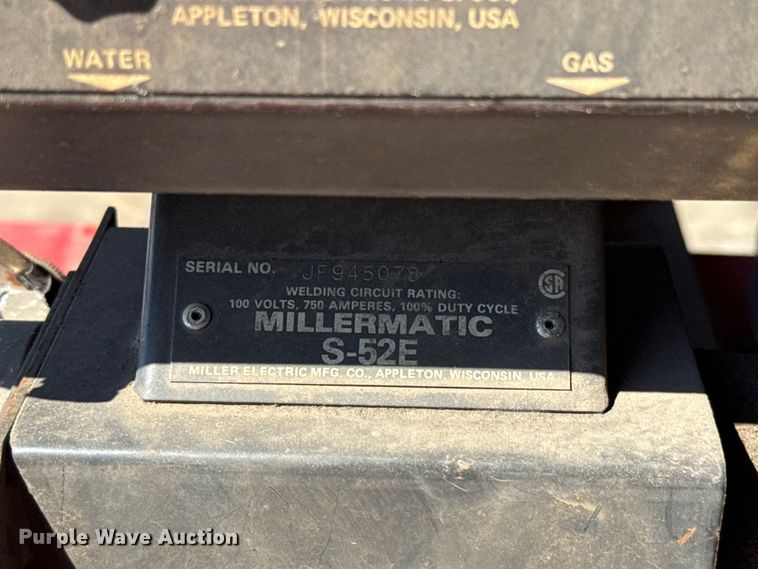 APPLETON, WISCONSIN, USA
WATER
GAS
SERIAL NO. JF945078
WELDING CIRCUIT RATING:
100 VOLTS, 750 AMPERES, 100% DUTY CYCLE
MILLERMATIC
S-52E
MILLER ELECTRIC MFG. CO., APPLETON, WISCONSIN, USA
SA
Purple Wave Auction